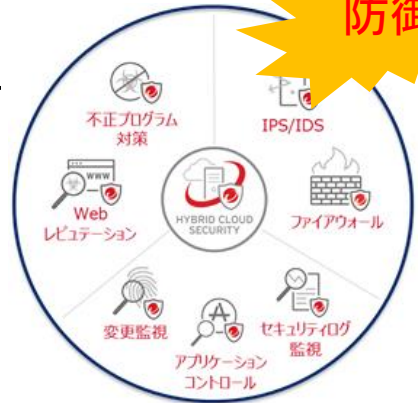 防御
不正プログラム
対策
IPS/IDS
WWW
Web
レピュテーション
HYBRID CLOUD
SECURITY
ファイアウォール
変更監視
A
アプリケーション
コントロール
セキュリティログ
監視